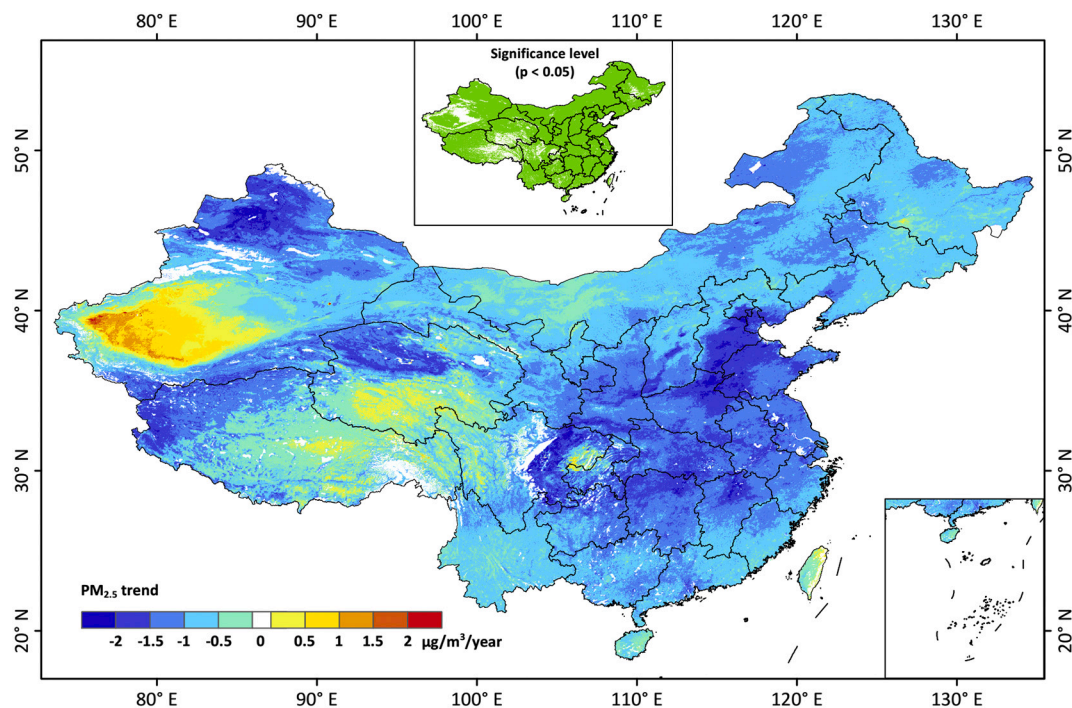 80° E 90° E 100° E 110° E 120° E 130° E
Significance level
(p < 0.05)
50° N 50° N
40° N 40° N
30° N 30° N
20° N 20° N
PM2.5 trend
-2 -1.5 -1 -0.5 0 0.5 1 1.5 2 µg/m³/year
80° E 90° E 100° E 110° E 120° E 130° E